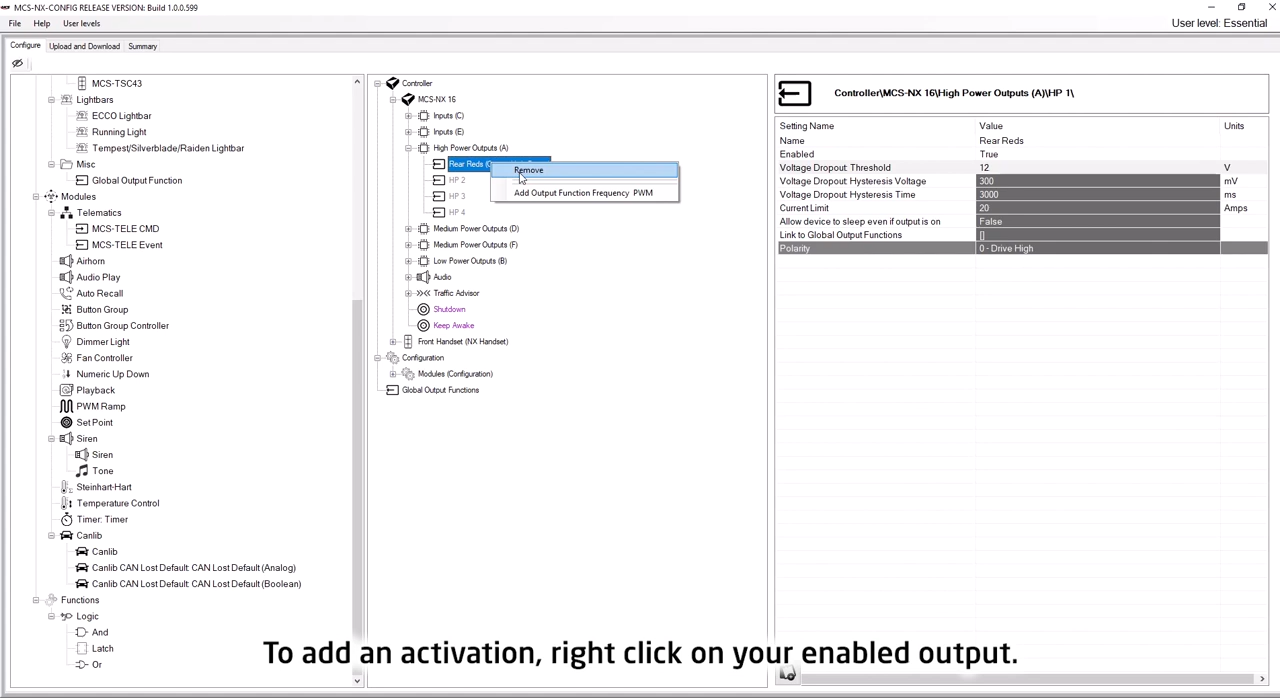 MCS-NX-CONFIG RELEASE VERSION: Build 1.0.0.599
File Help User levels
User level: Essential
Configure Upload and Download Summary
MCS-TSC43
Lightbars
ECCO Lightbar
Running Light
Tempest/Silverblade/Raiden Lightbar
Misc
Global Output Function
Modules
Telematics
MCS-TELE CMD
MCS-TELE Event
Airhorn
Audio Play
Auto Recall
Button Group
Button Group Controller
Dimmer Light
Fan Controller
Numeric Up Down
Playback
PWM Ramp
Set Point
Siren
Siren
Tone
Steinhart-Hart
Temperature Control
Timer: Timer
Canlib
Canlib
Canlib CAN Lost Default: CAN Lost Default (Analog)
Canlib CAN Lost Default: CAN Lost Default (Boolean)
Functions
Logic
And
Latch
Or
Controller
MCS-NX 16
Inputs (C)
Inputs (E)
High Power Outputs (A)
Rear Reds
HP 2
HP 3
HP 4
Remove
Add Output Function Frequency PWM
Medium Power Outputs (D)
Medium Power Outputs (F)
Low Power Outputs (B)
Audio
Traffic Advisor
Shutdown
Keep Awake
Front Handset (NX Handset)
Configuration
Modules (Configuration)
Global Output Functions
Controller\MCS-NX 16\High Power Outputs (A)\HP 1\
Setting Name Value Units
Name Rear Reds
Enabled True
Voltage Dropout: Threshold 12 V
Voltage Dropout: Hysteresis Voltage 300 mV
Voltage Dropout: Hysteresis Time 3000 ms
Current Limit 20 Amps
Allow device to sleep even if output is on False
Link to Global Output Functions []
Polarity 0 - Drive High
To add an activation, right click on your enabled output.